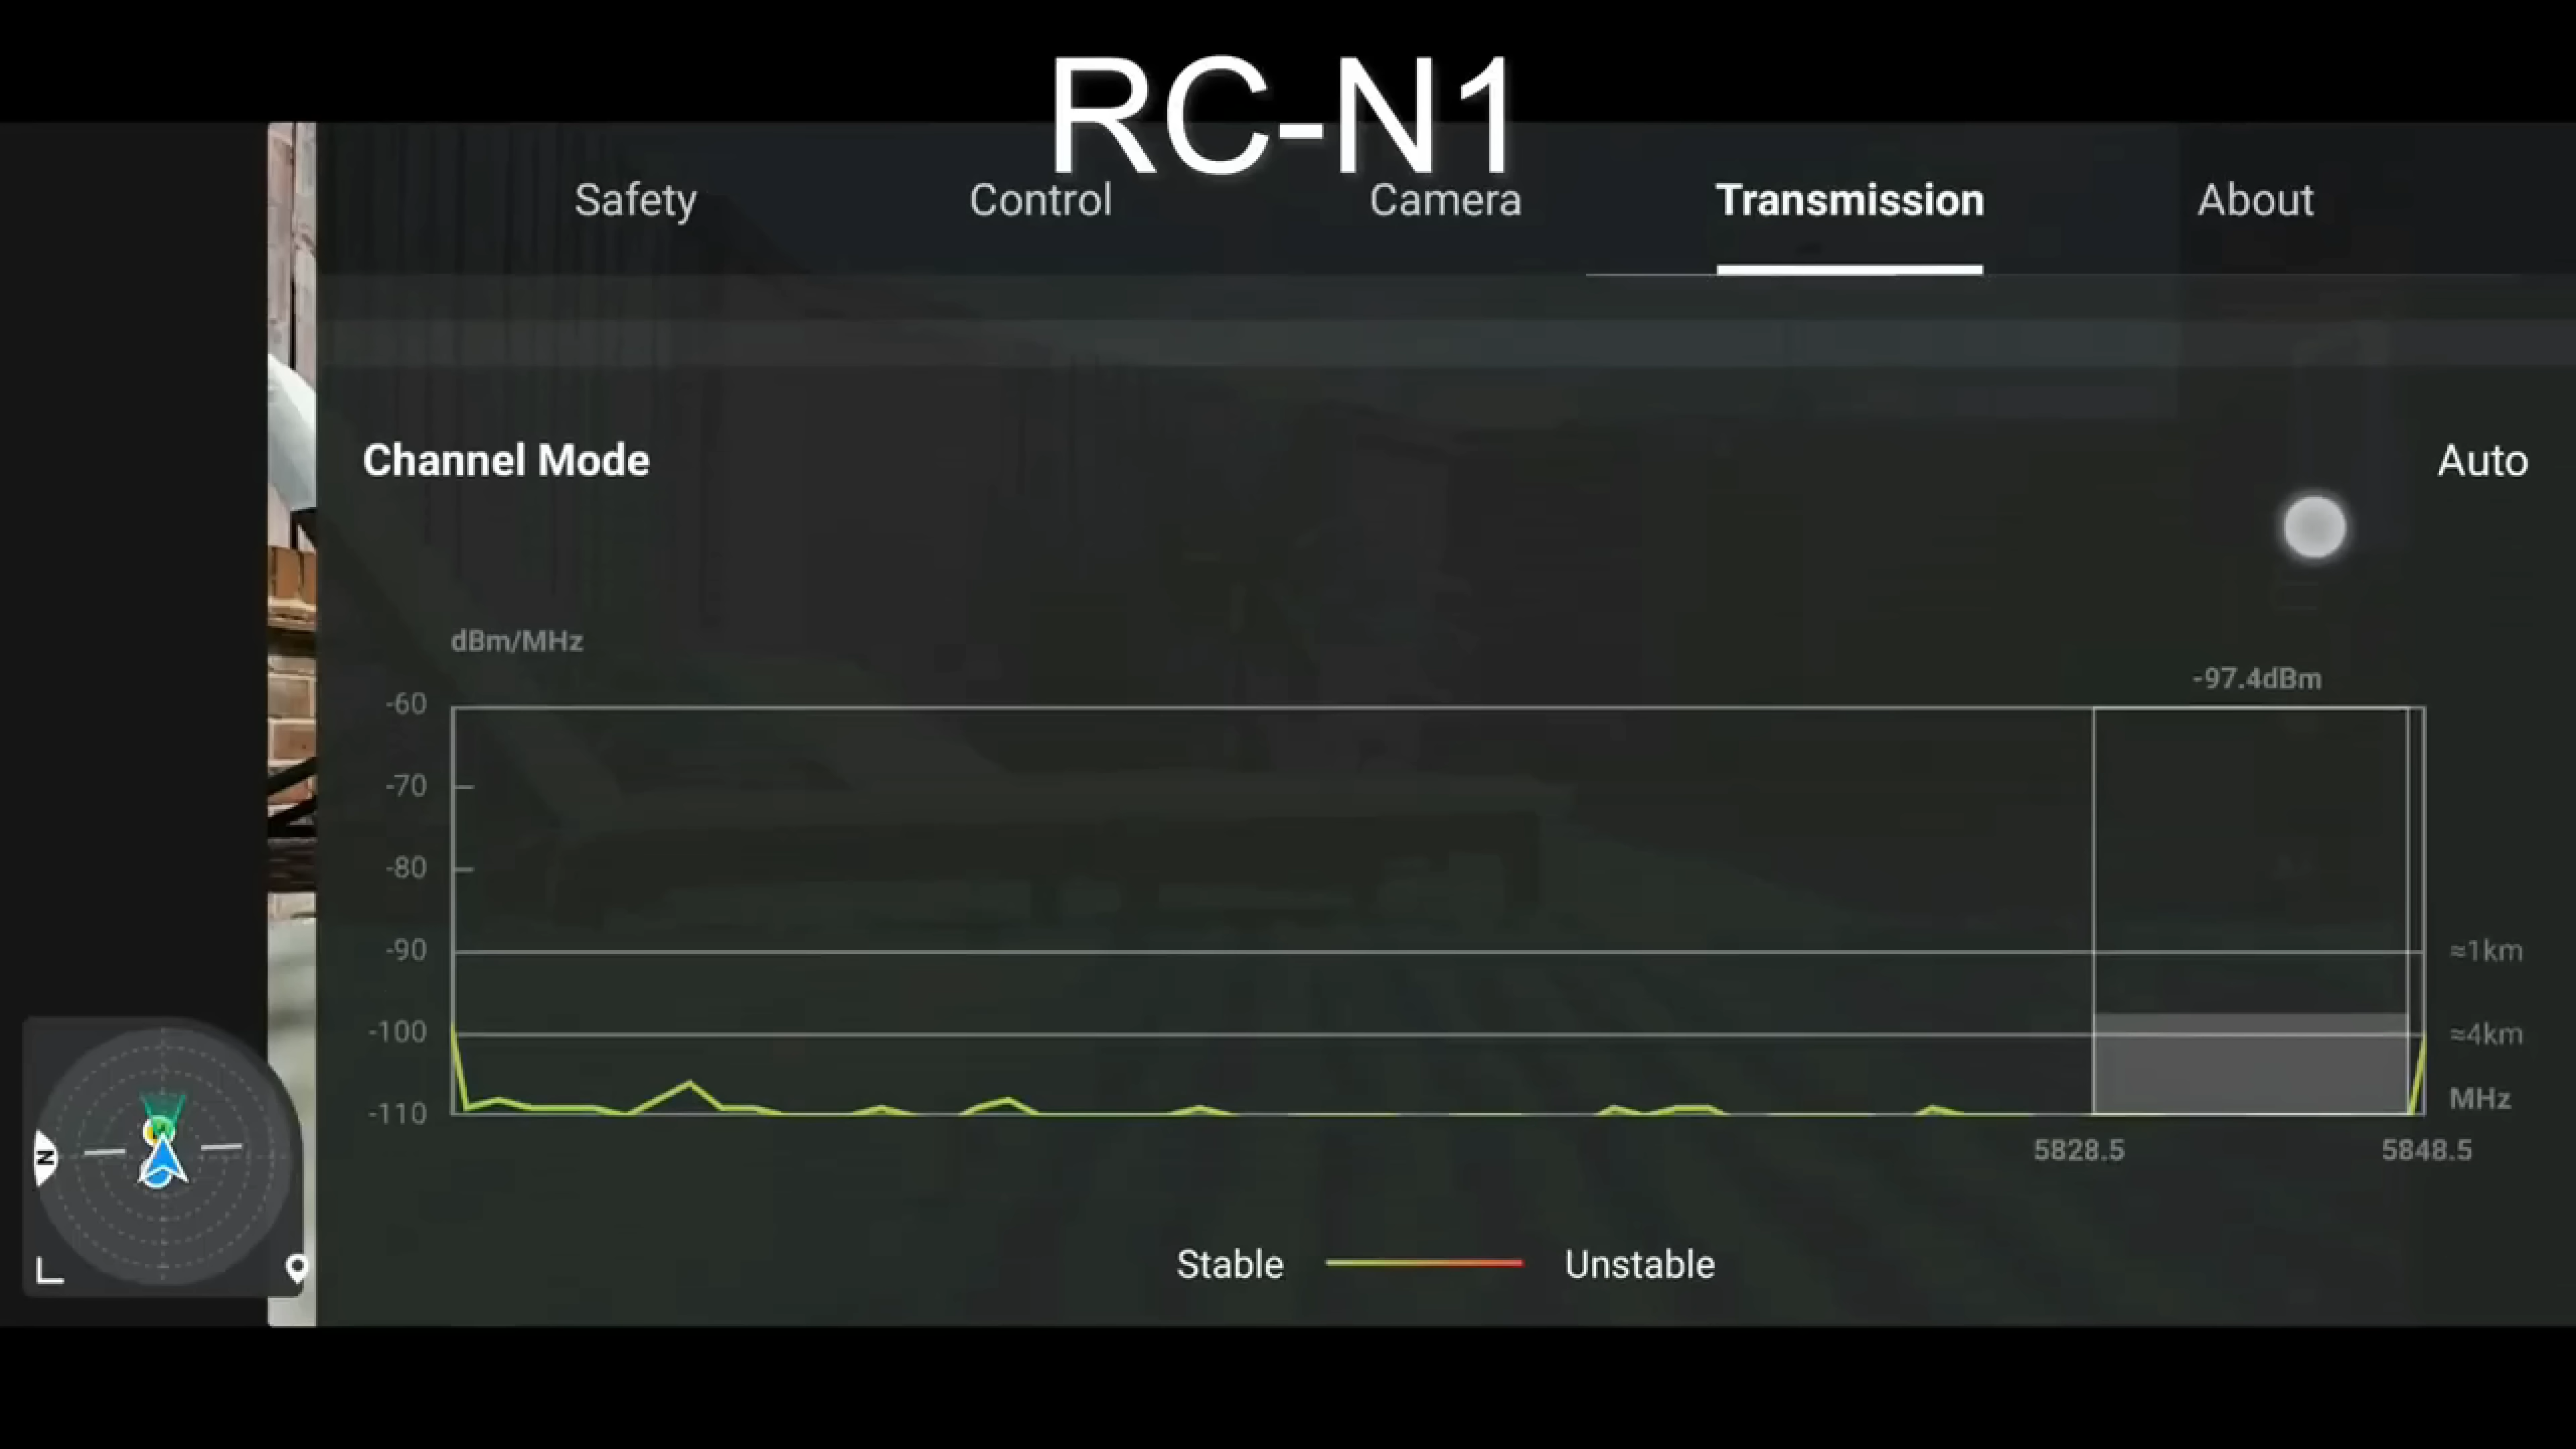 RC-N1
Safety Control Camera Transmission About
Channel Mode Auto
dBm/MHz
-97.4dBm
-60
-70
-80
-90 ≈1km
-100 ≈4km
-110 MHz
5828.5 5848.5
N
Stable Unstable